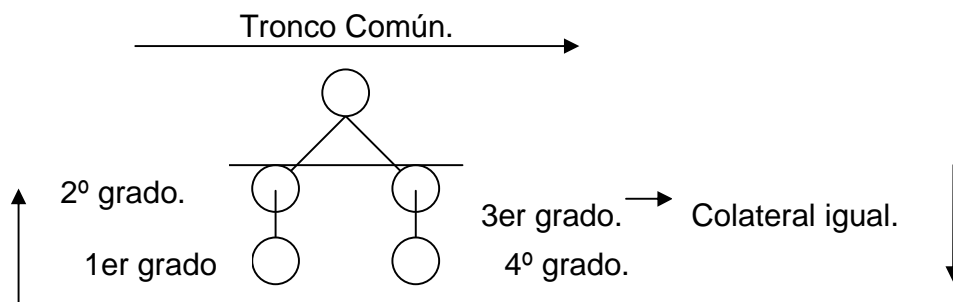 Tronco Común.
2º grado.
3er grado.
Colateral igual.
1er grado
4º grado.